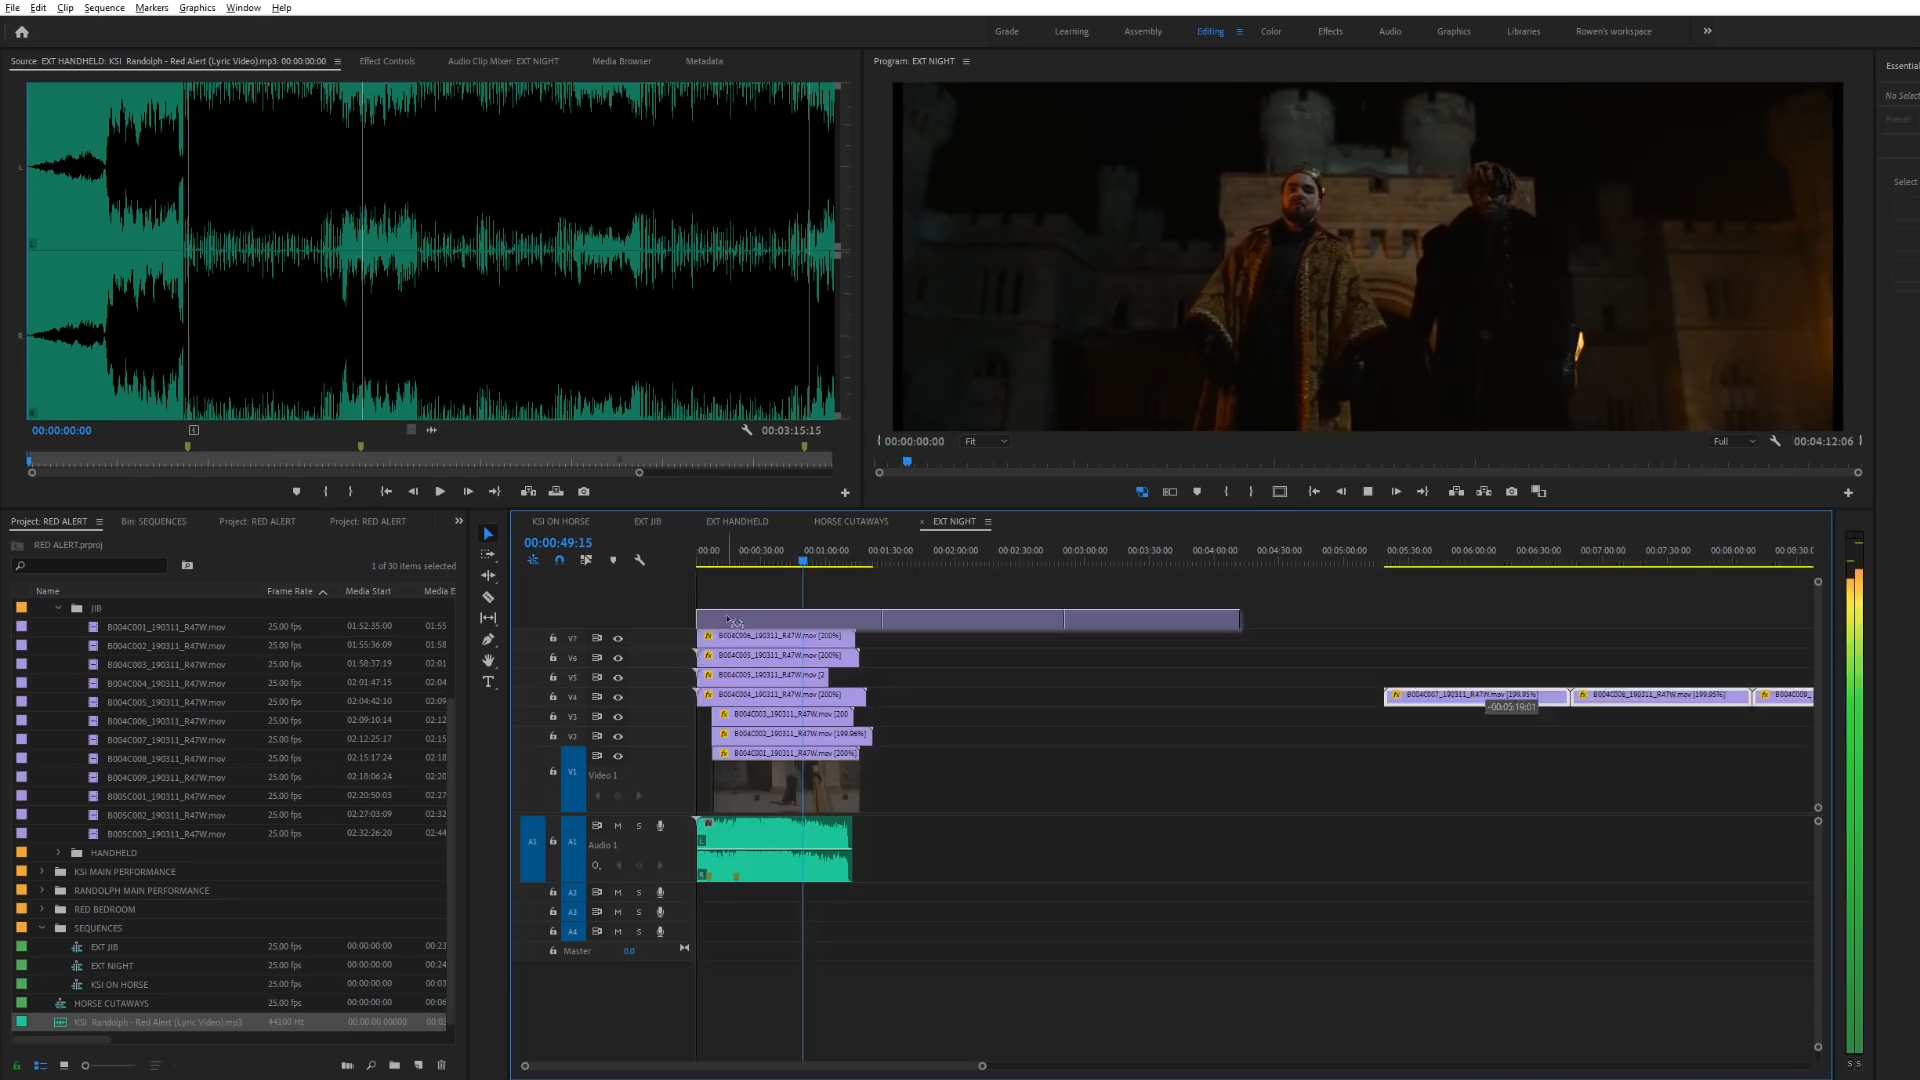 File Edit Clip Sequence Markers Graphics Window Help
Grade Learning Assembly Editing Color Effects Audio Graphics Libraries Rowen's workspace
Source: EXT HANDHELD: KSI Randolph - Red Alert (Lyric Video).mp3: 00:00:00:00 Effect Controls Audio Clip Mixer: EXT NIGHT Media Browser Metadata
Program: EXT NIGHT
Essential
No Select
Preset
Select
L
R
00:00:00:00 00:03:15:15
00:00:00:00 Fit Full 00:04:12:06
Project: RED ALERT Bin: SEQUENCES Project: RED ALERT Project: RED ALERT
RED ALERT.prproj
1 of 30 items selected
Name Frame Rate Media Start Media E
JIB
B004C001_190311_R47W.mov 25.00 fps 01:52:35:00 01:55
B004C002_190311_R47W.mov 25.00 fps 01:55:36:09 01:58
B004C003_190311_R47W.mov 25.00 fps 01:58:37:19 02:01
B004C004_190311_R47W.mov 25.00 fps 02:01:47:15 02:04
B004C005_190311_R47W.mov 25.00 fps 02:04:42:10 02:09
B004C006_190311_R47W.mov 25.00 fps 02:09:10:14 02:12
B004C007_190311_R47W.mov 25.00 fps 02:12:25:17 02:15
B004C008_190311_R47W.mov 25.00 fps 02:15:17:24 02:18
B004C009_190311_R47W.mov 25.00 fps 02:18:06:24 02:20
B005C001_190311_R47W.mov 25.00 fps 02:20:50:03 02:27
B005C002_190311_R47W.mov 25.00 fps 02:27:03:09 02:32
B005C003_190311_R47W.mov 25.00 fps 02:32:26:20 02:44
HANDHELD
KSI MAIN PERFORMANCE
RANDOLPH MAIN PERFORMANCE
RED BEDROOM
SEQUENCES
EXT JIB 25.00 fps 00:00:00:00 00:23
EXT NIGHT 25.00 fps 00:00:00:00 00:24
KSI ON HORSE 25.00 fps 00:00:00:00 00:03
HORSE CUTAWAYS 25.00 fps 00:00:00:00 00:06
KSI Randolph - Red Alert (Lyric Video).mp3 44100 Hz 00:00:00:00000 00:0
KSI ON HORSE EXT JIB EXT HANDHELD HORSE CUTAWAYS × EXT NIGHT
00:00:49:15
:00:00 00:00:30:00 00:01:00:00 00:01:30:00 00:02:00:00 00:02:30:00 00:03:00:00 00:03:30:00 00:04:00:00 00:04:30:00 00:05:00:00 00:05:30:00 00:06:00:00 00:06:30:00 00:07:00:00 00:07:30:00 00:08:00:00 00:08:30:0
V7 fx B004C006_190311_R47W.mov [200%]
V6 fx B004C005_190311_R47W.mov [200%]
V5 fx B004C005_190311_R47W.mov [2
V4 fx B004C004_190311_R47W.mov [200%] fx B004C007_190311_R47W.mov [199.95%] fx B004C008_190311_R47W.mov [199.95%] fx B004C009_
-00:05:19:01
V3 fx B004C003_190311_R47W.mov [200
V2 fx B004C002_190311_R47W.mov [199.96%]
fx B004C001_190311_R47W.mov [200%]
V1 Video 1
A1 A1 M S
Audio 1
L
R
A2 M S
A3 M S
A4 M S
Master 0.0
S S